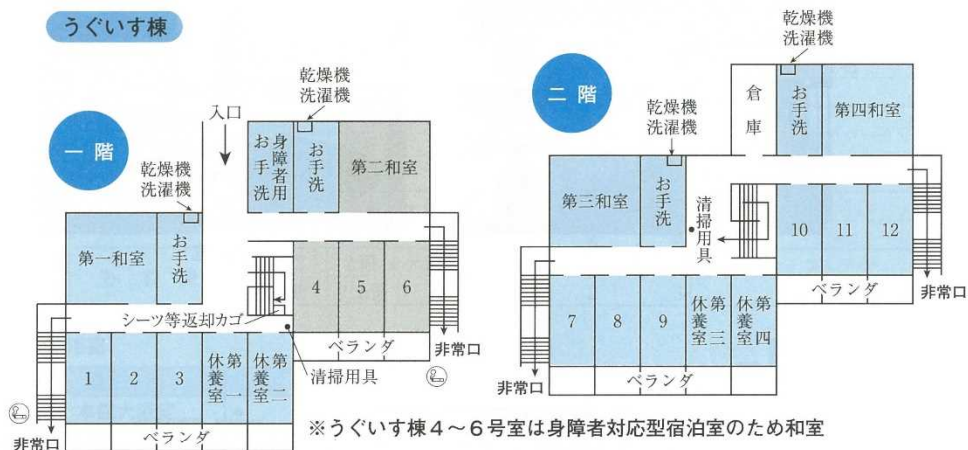 うぐいす棟
一階
入口
乾燥機
洗濯機
身障者用
お手洗
お手洗
第二和室
乾燥機
洗濯機
第一和室
お手洗
4
5
6
シーツ等返却カゴ
ベランダ
非常口
清掃用具
1
2
3
第一
休養室
第二
休養室
ベランダ
非常口
二階
乾燥機
洗濯機
倉庫
お手洗
第四和室
乾燥機
洗濯機
第三和室
お手洗
清掃用具
10
11
12
ベランダ
非常口
7
8
9
第三
休養室
第四
休養室
ベランダ
非常口
※うぐいす棟4～6号室は身障者対応型宿泊室のため和室